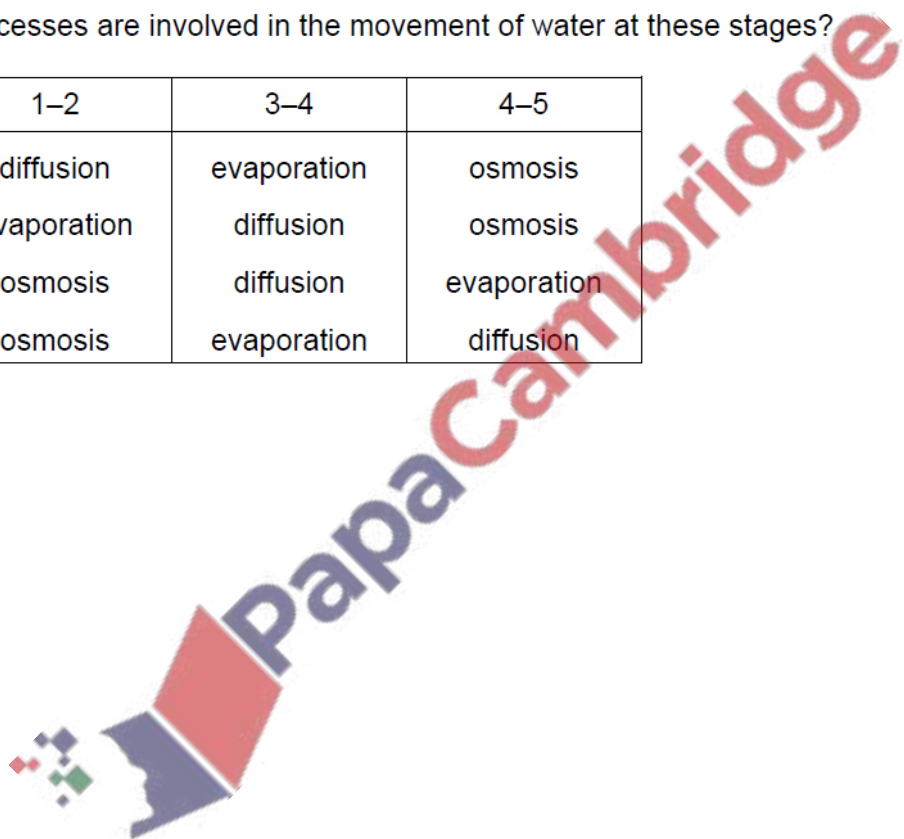 cesses are involved in the movement of water at these stages?
1–2 3–4 4–5
diffusion evaporation osmosis
vaporation diffusion osmosis
osmosis diffusion evaporation
osmosis evaporation diffusion
PapaCambridge